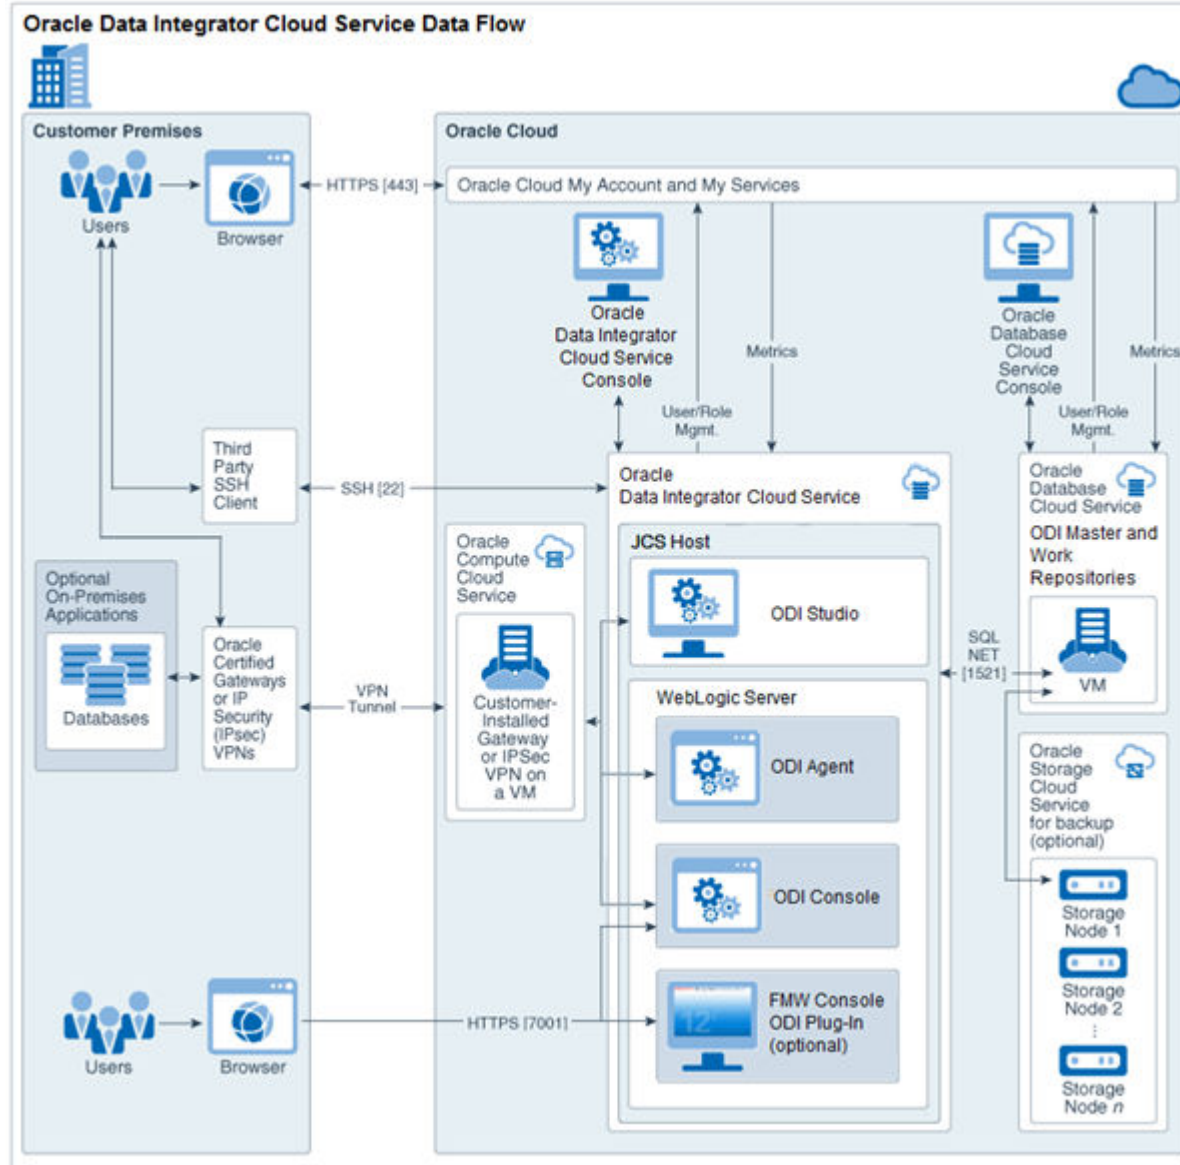 Oracle Data Integrator Cloud Service Data Flow
Customer Premises
Users
Browser
HTTPS [443]
Third
Party
SSH
Client
SSH [22]
Optional
On-Premises
Applications
Databases
Oracle
Certified
Gateways
or IP
Security
(IPsec)
VPNs
VPN
Tunnel
Users
Browser
HTTPS [7001]
Oracle Cloud
Oracle Cloud My Account and My Services
Oracle
Data Integrator
Cloud Service
Console
User/Role
Mgmt.
Metrics
Oracle
Database
Cloud
Service
Console
User/Role
Mgmt.
Metrics
Oracle
Compute
Cloud
Service
Customer-
Installed
Gateway
or IPSec
VPN on
a VM
Oracle
Data Integrator Cloud Service
JCS Host
ODI Studio
WebLogic Server
ODI Agent
ODI Console
12
FMW Console
ODI Plug-In
(optional)
SQL
NET
[1521]
Oracle
Database
Cloud Service
ODI Master and
Work
Repositories
VM
Oracle
Storage
Cloud
Service
for backup
(optional)
Storage
Node 1
Storage
Node 2
⋮
Storage
Node n